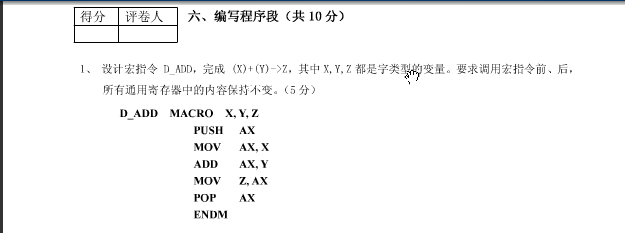 得分 评卷人 六、编写程序段（共 10 分）
1、 设计宏指令 D_ADD，完成 (X)+(Y)->Z，其中 X,Y,Z 都是字类型的变量。要求调用宏指令前、后，
所有通用寄存器中的内容保持不变。（5 分）
D_ADD MACRO X, Y, Z
PUSH AX
MOV AX, X
ADD AX, Y
MOV Z, AX
POP AX
ENDM